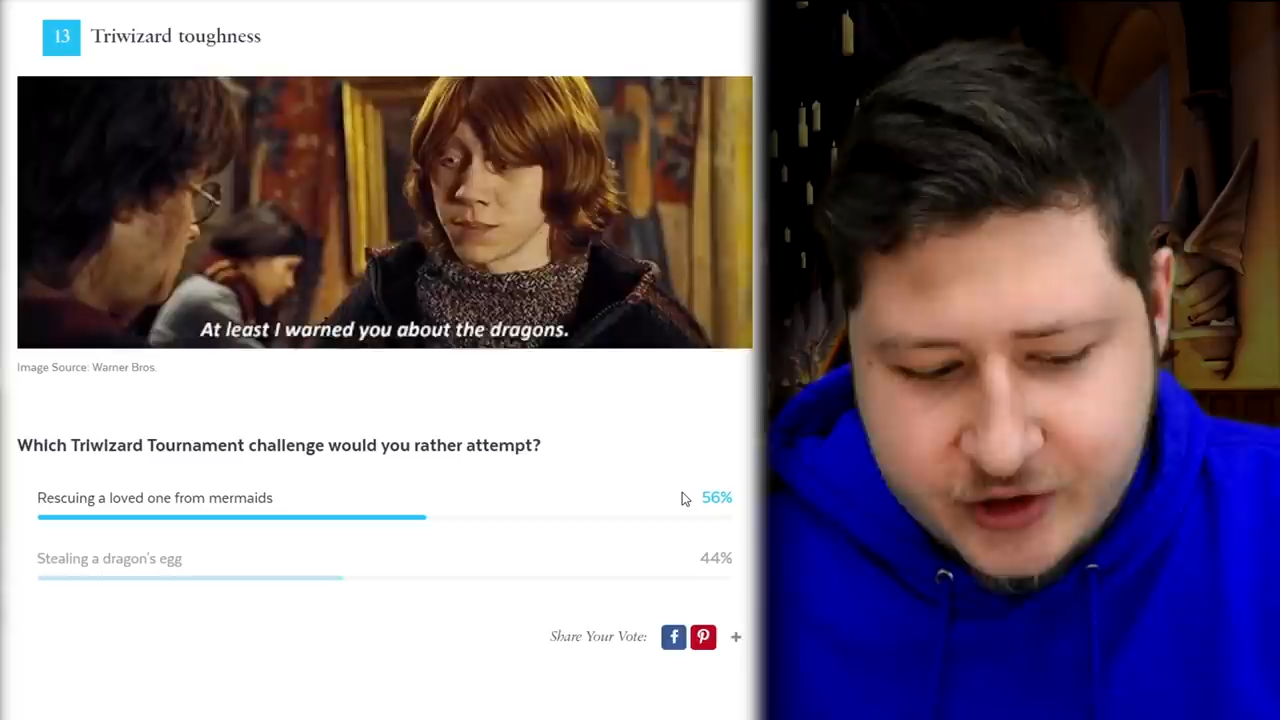 13 Triwizard toughness
At least I warned you about the dragons.
Image Source: Warner Bros.
Which Triwizard Tournament challenge would you rather attempt?
Rescuing a loved one from mermaids 56%
Stealing a dragon's egg 44%
Share Your Vote: f P +